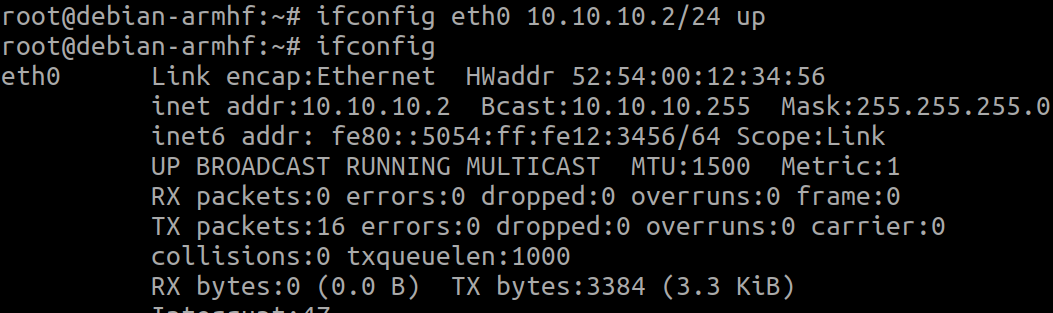 root@debian-armhf:~# ifconfig eth0 10.10.10.2/24 up
root@debian-armhf:~# ifconfig
eth0      Link encap:Ethernet  HWaddr 52:54:00:12:34:56
          inet addr:10.10.10.2  Bcast:10.10.10.255  Mask:255.255.255.0
          inet6 addr: fe80::5054:ff:fe12:3456/64 Scope:Link
          UP BROADCAST RUNNING MULTICAST  MTU:1500  Metric:1
          RX packets:0 errors:0 dropped:0 overruns:0 frame:0
          TX packets:16 errors:0 dropped:0 overruns:0 carrier:0
          collisions:0 txqueuelen:1000
          RX bytes:0 (0.0 B)  TX bytes:3384 (3.3 KiB)
          Interrupt:47